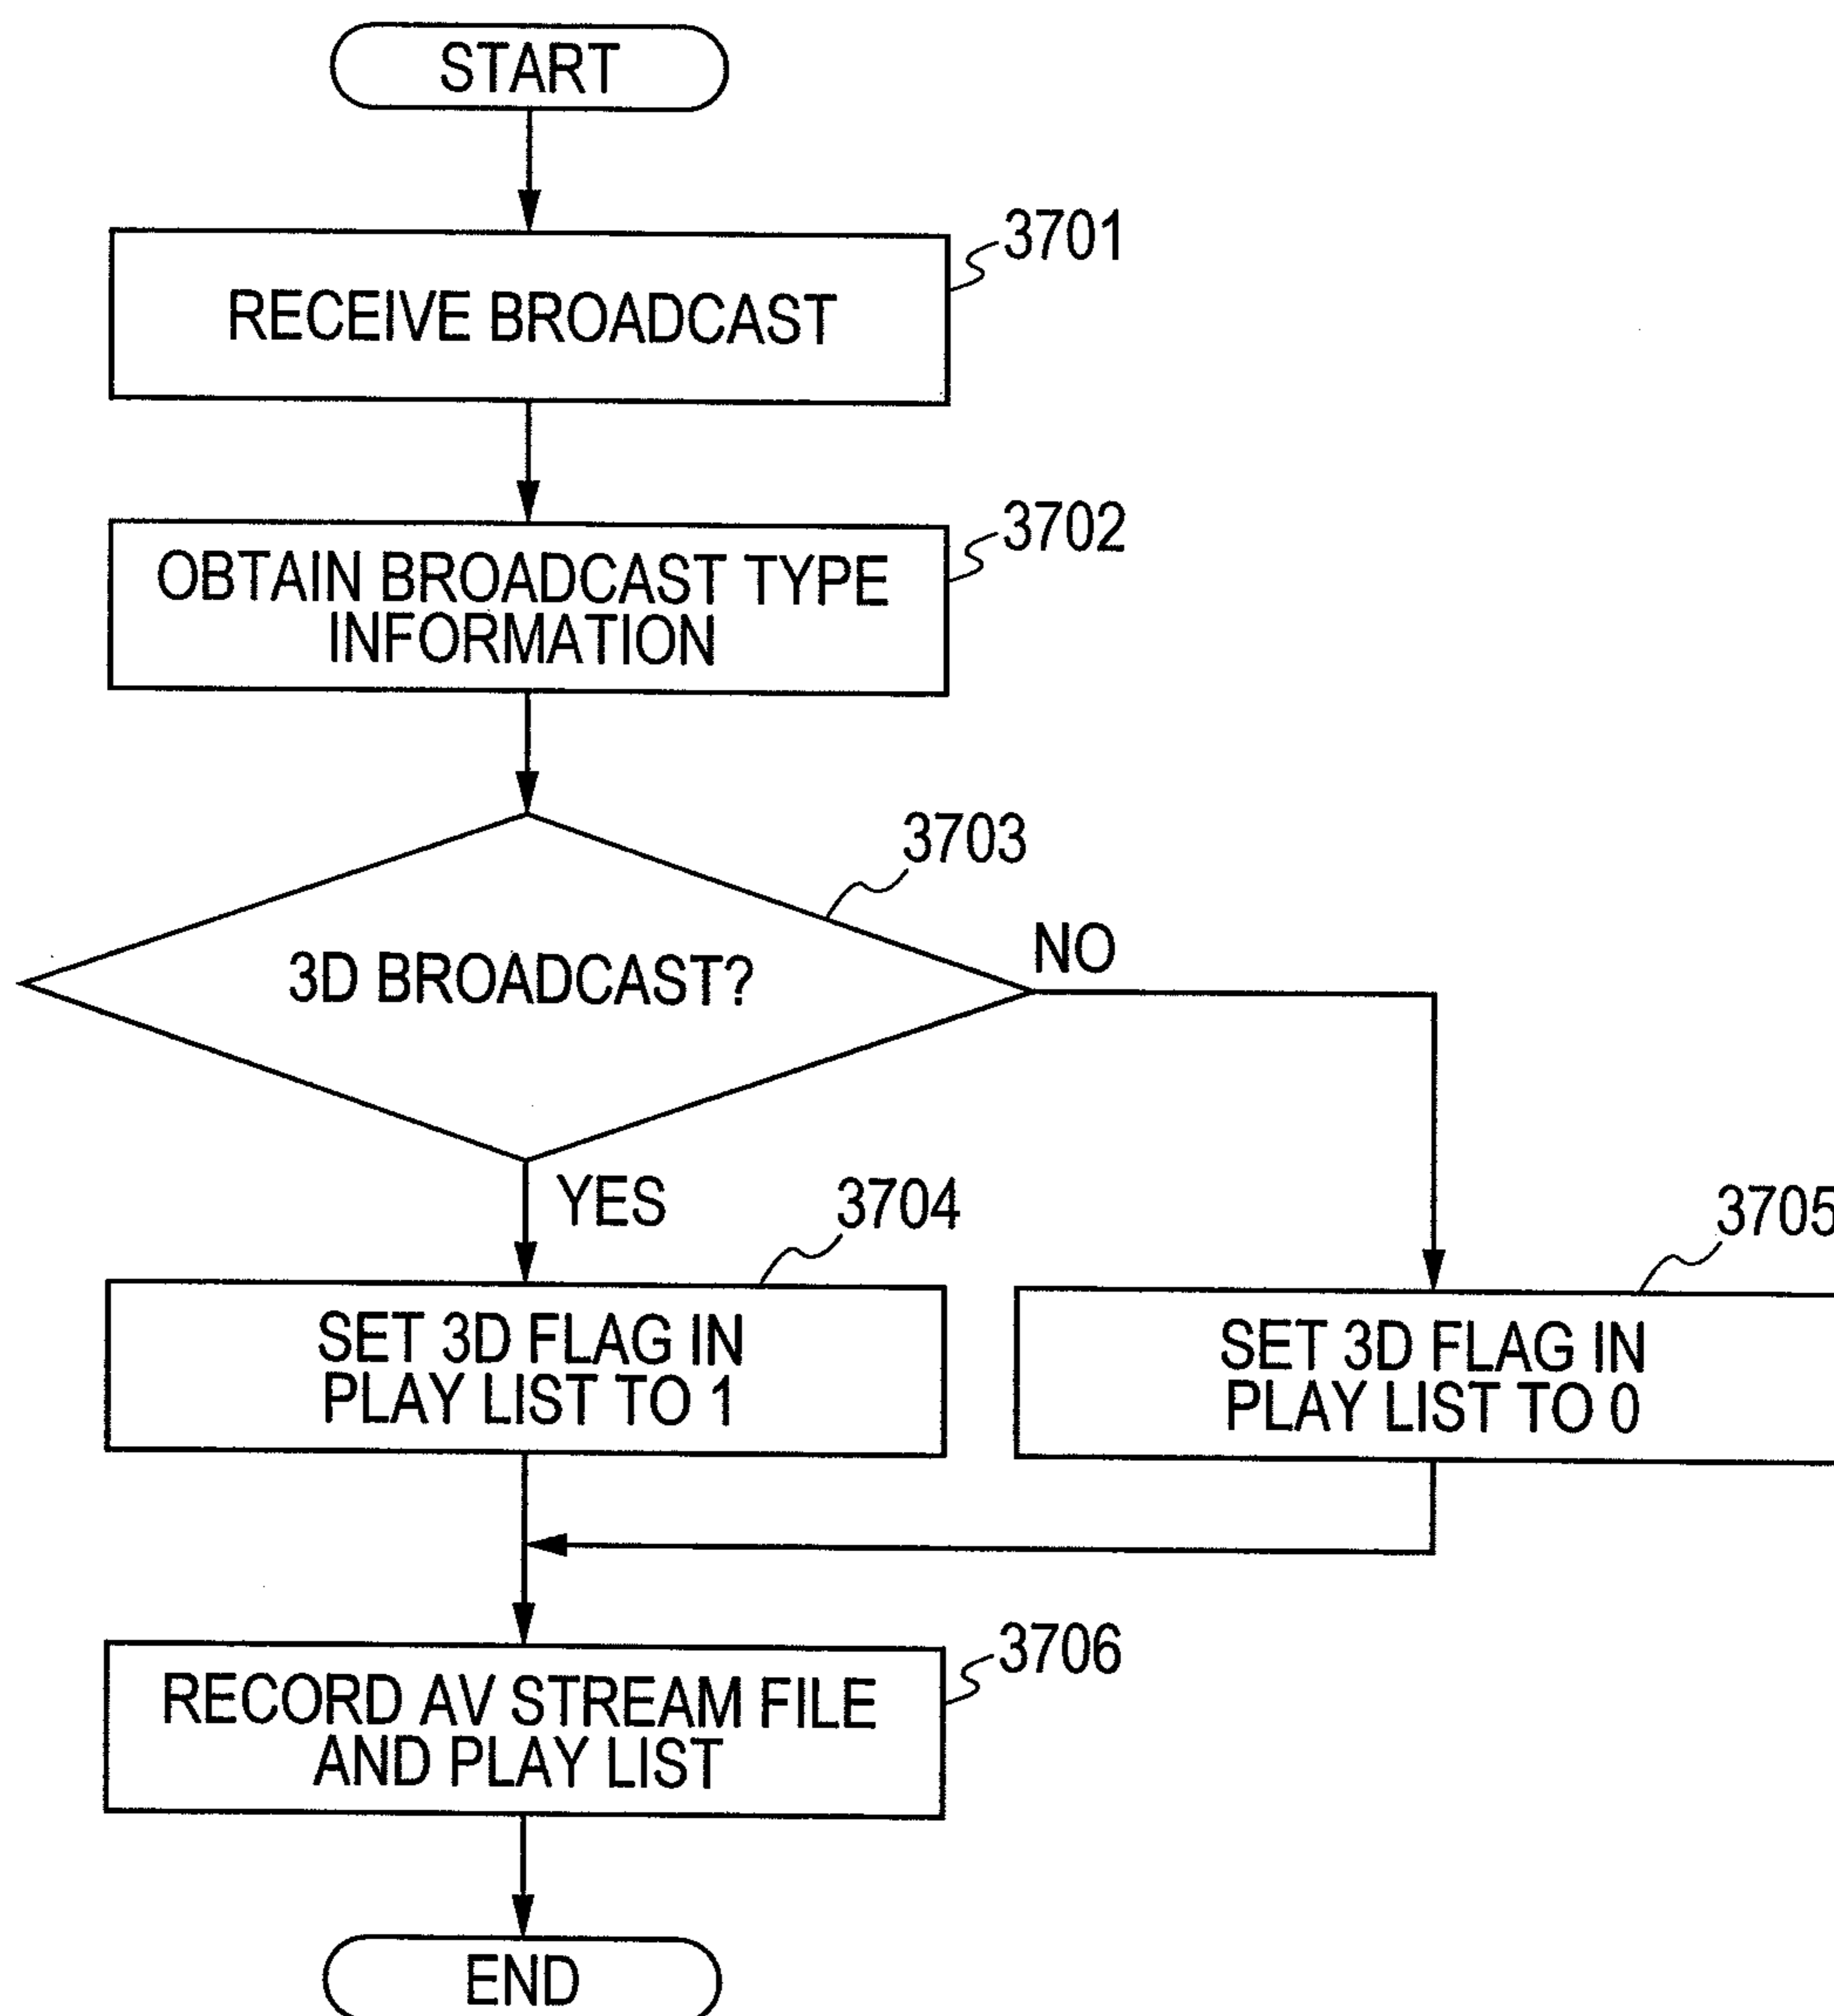 START
3701
RECEIVE BROADCAST
3702
OBTAIN BROADCAST TYPE
INFORMATION
3703
3D BROADCAST?
NO
YES
3704
3705
SET 3D FLAG IN
PLAY LIST TO 1
SET 3D FLAG IN
PLAY LIST TO 0
3706
RECORD AV STREAM FILE
AND PLAY LIST
END